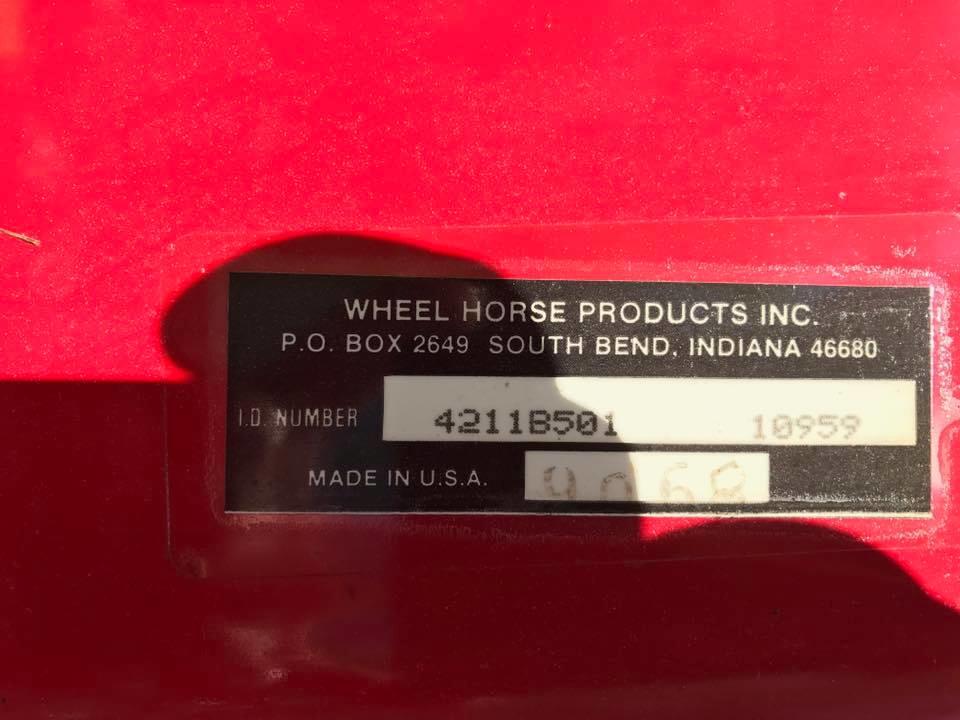 WHEEL HORSE PRODUCTS INC.
P.O. BOX 2649 SOUTH BEND, INDIANA 46680
I.D. NUMBER 4211B501 10959
MADE IN U.S.A. 9068